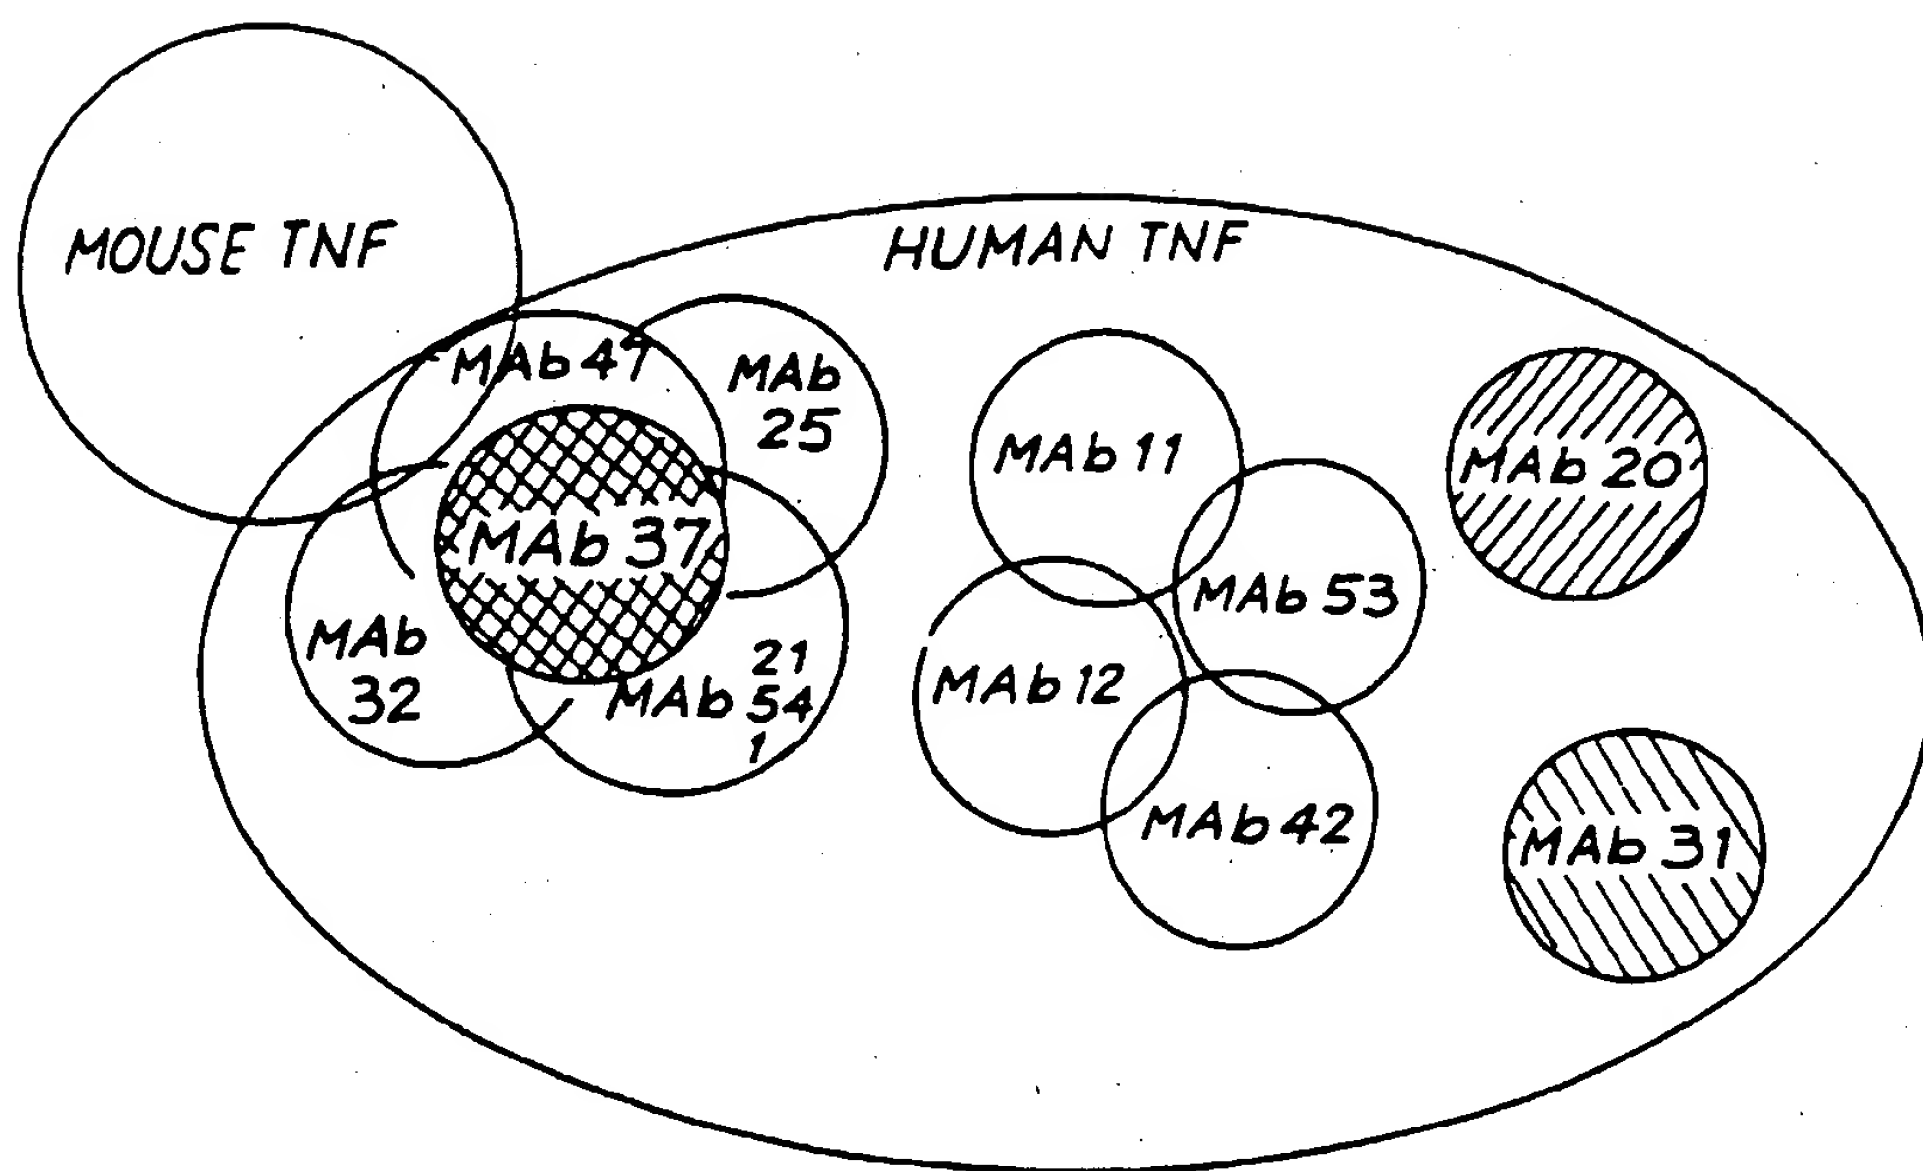 MOUSE TNF
HUMAN TNF
MAb 47
MAb
25
MAb 37
MAb
32
MAb 21
54
1
MAb 11
MAb 53
MAb 12
MAb 42
MAb 20
MAb 31